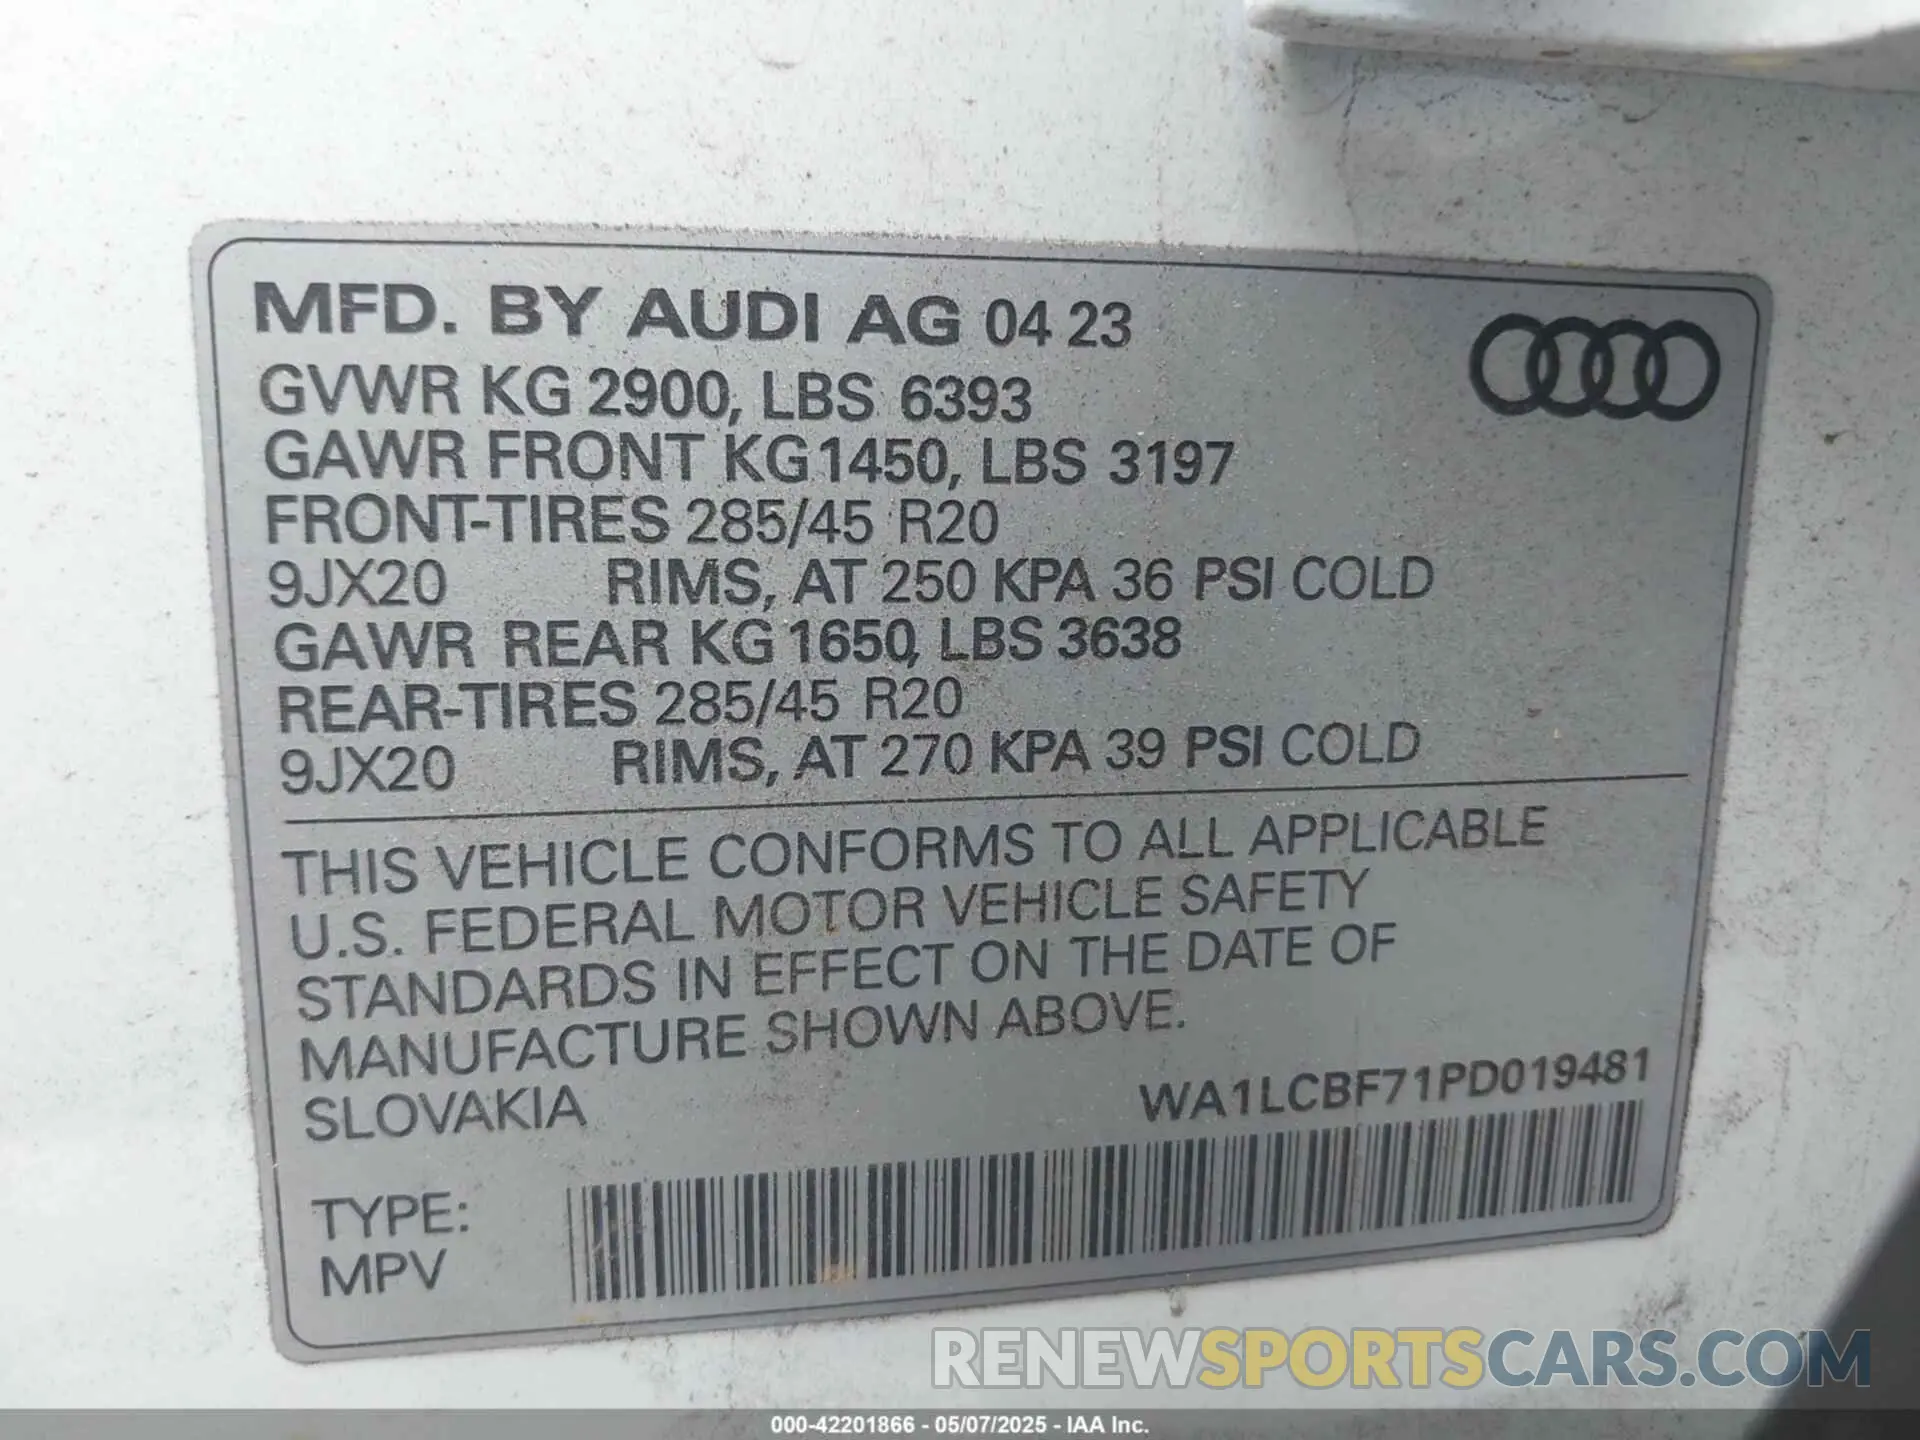 MFD. BY AUDI AG 04 23
GVWR KG 2900, LBS 6393
GAWR FRONT KG 1450, LBS 3197
FRONT-TIRES 285/45 R20
9JX20 RIMS, AT 250 KPA 36 PSI COLD
GAWR REAR KG 1650, LBS 3638
REAR-TIRES 285/45 R20
9JX20 RIMS, AT 270 KPA 39 PSI COLD
THIS VEHICLE CONFORMS TO ALL APPLICABLE
U.S. FEDERAL MOTOR VEHICLE SAFETY
STANDARDS IN EFFECT ON THE DATE OF
MANUFACTURE SHOWN ABOVE.
SLOVAKIA
WA1LCBF71PD019481
TYPE:
MPV
RENEWSPORTSCARS.COM
000-42201866 - 05/07/2025 - IAA Inc.